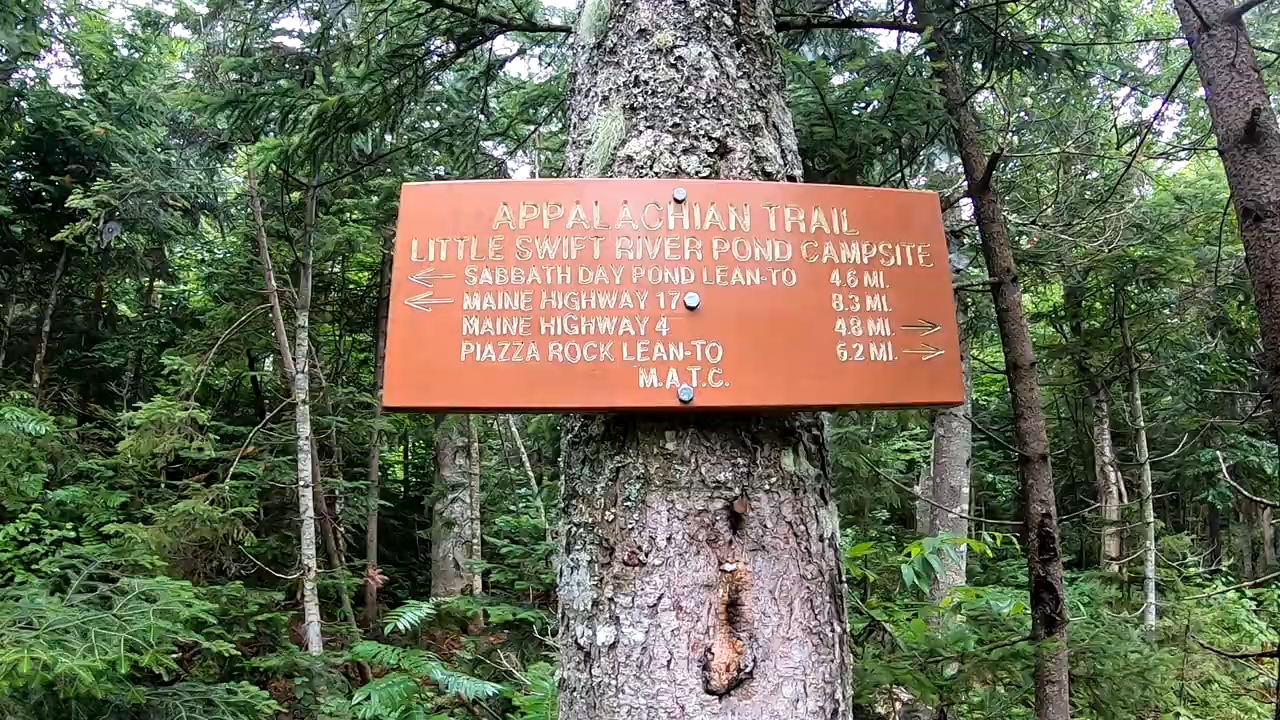 APPALACHIAN TRAIL
LITTLE SWIFT RIVER POND CAMPSITE
← SABBATH DAY POND LEAN-TO 4.6 MI.
← MAINE HIGHWAY 17 8.3 MI.
MAINE HIGHWAY 4 4.8 MI. →
PIAZZA ROCK LEAN-TO 6.2 MI. →
M.A.T.C.